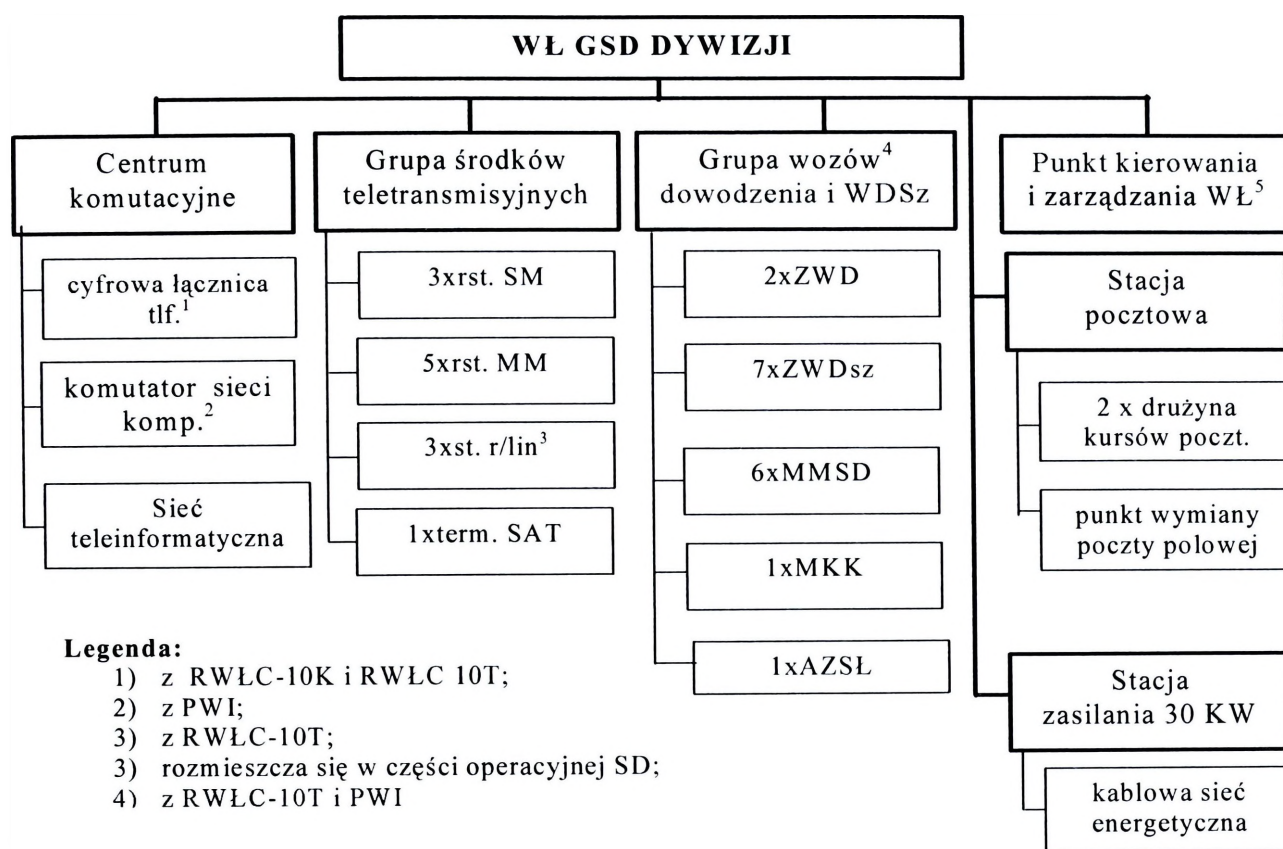 WŁ GSD DYWIZJI
Centrum
komutacyjne
cyfrowa łącznica
tlf.1
komutator sieci
komp.2
Sieć
teleinformatyczna
Grupa środków
teletransmisyjnych
3xrst. SM
5xrst. MM
3xst. r/lin3
1xterm. SAT
Grupa wozów4
dowodzenia i WDSz
2xZWD
7xZWDsz
6xMMSD
1xMKK
1xAZSŁ
Punkt kierowania
i zarządzania WŁ5
Stacja
pocztowa
2 x drużyna
kursów poczt.
punkt wymiany
poczty polowej
Stacja
zasilania 30 KW
kablowa sieć
energetyczna
Legenda:
1) z RWŁC-10K i RWŁC 10T;
2) z PWI;
3) z RWŁC-10T;
3) rozmieszcza się w części operacyjnej SD;
4) z RWŁC-10T i PWI